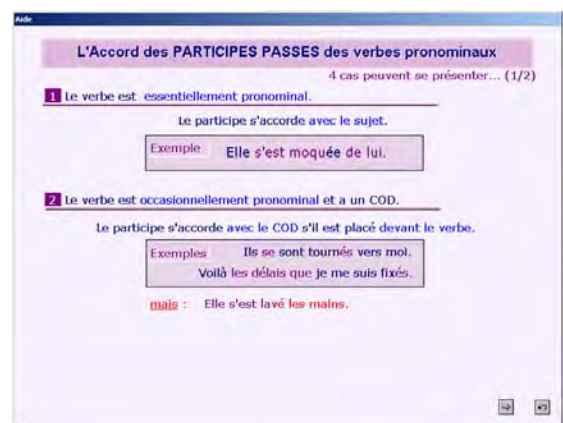 Aide
L'Accord des PARTICIPES PASSES des verbes pronominaux
4 cas peuvent se présenter... (1/2)
1 Le verbe est essentiellement pronominal.
Le participe s'accorde avec le sujet.
Exemple Elle s'est moquée de lui.
2 Le verbe est occasionnellement pronominal et a un COD.
Le participe s'accorde avec le COD s'il est placé devant le verbe.
Exemples Ils se sont tournés vers moi.
Voilà les délais que je me suis fixés.
mais : Elle s'est lavé les mains.